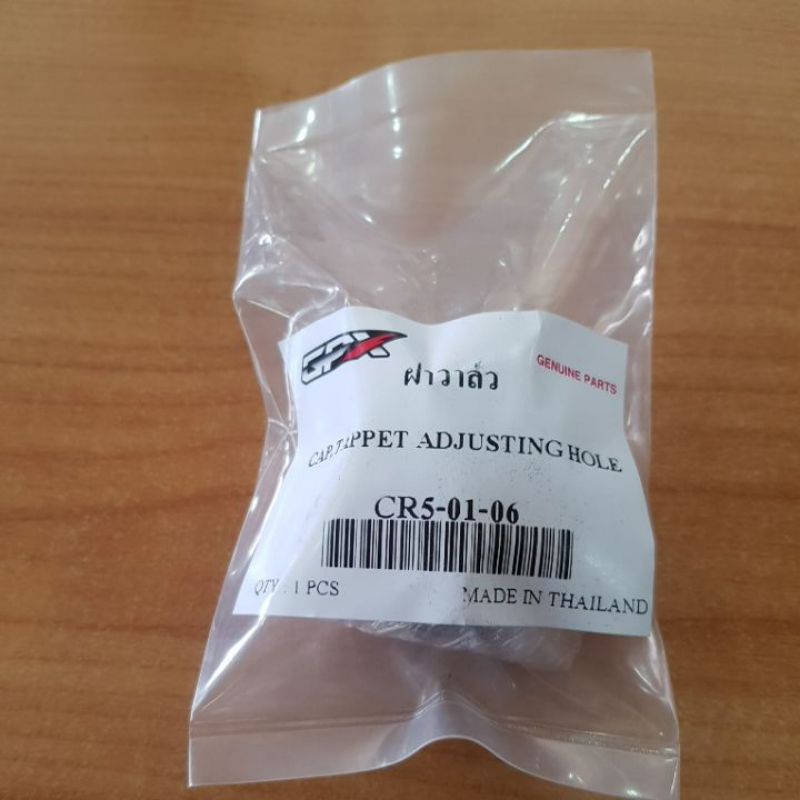 GPX
ฝาวาล์ว
GENUINE PARTS
CAP,TAPPET ADJUSTING HOLE
CR5-01-06
QTY : 1 PCS
MADE IN THAILAND